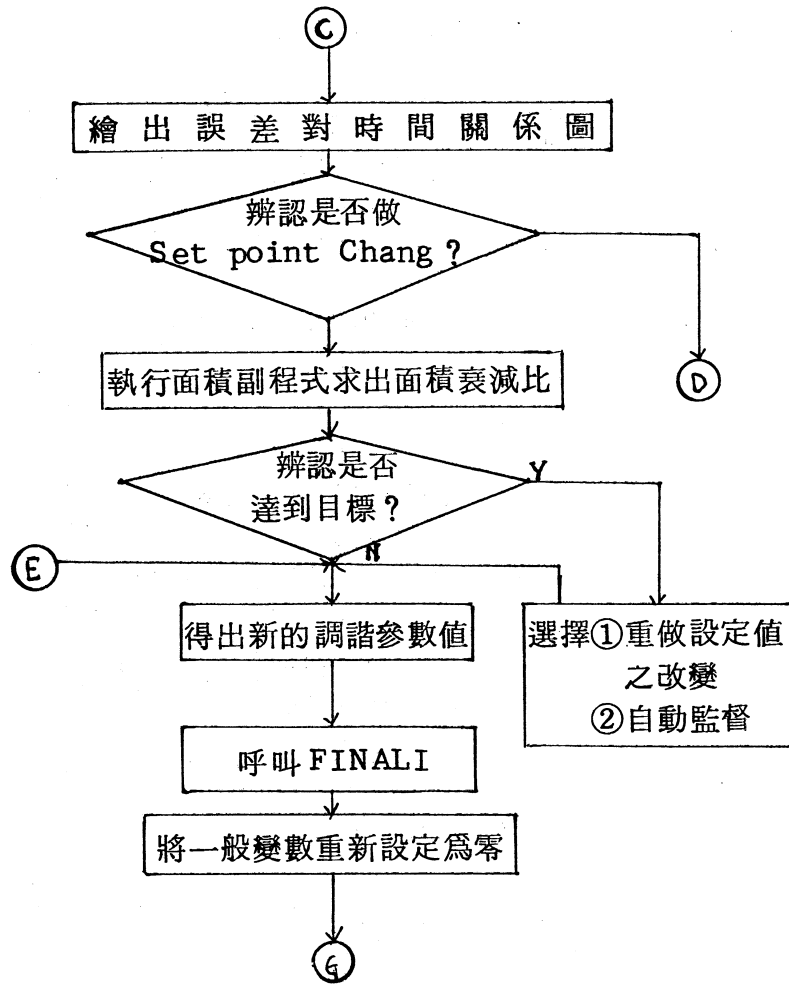 C
繪出誤差對時間關係圖
辨認是否做
Set point Chang?
D
執行面積副程式求出面積衰減比
辨認是否
達到目標?
Y
N
E
得出新的調諧參數值
選擇①重做設定值
之改變
②自動監督
呼叫FINALI
將一般變數重新設定爲零
G